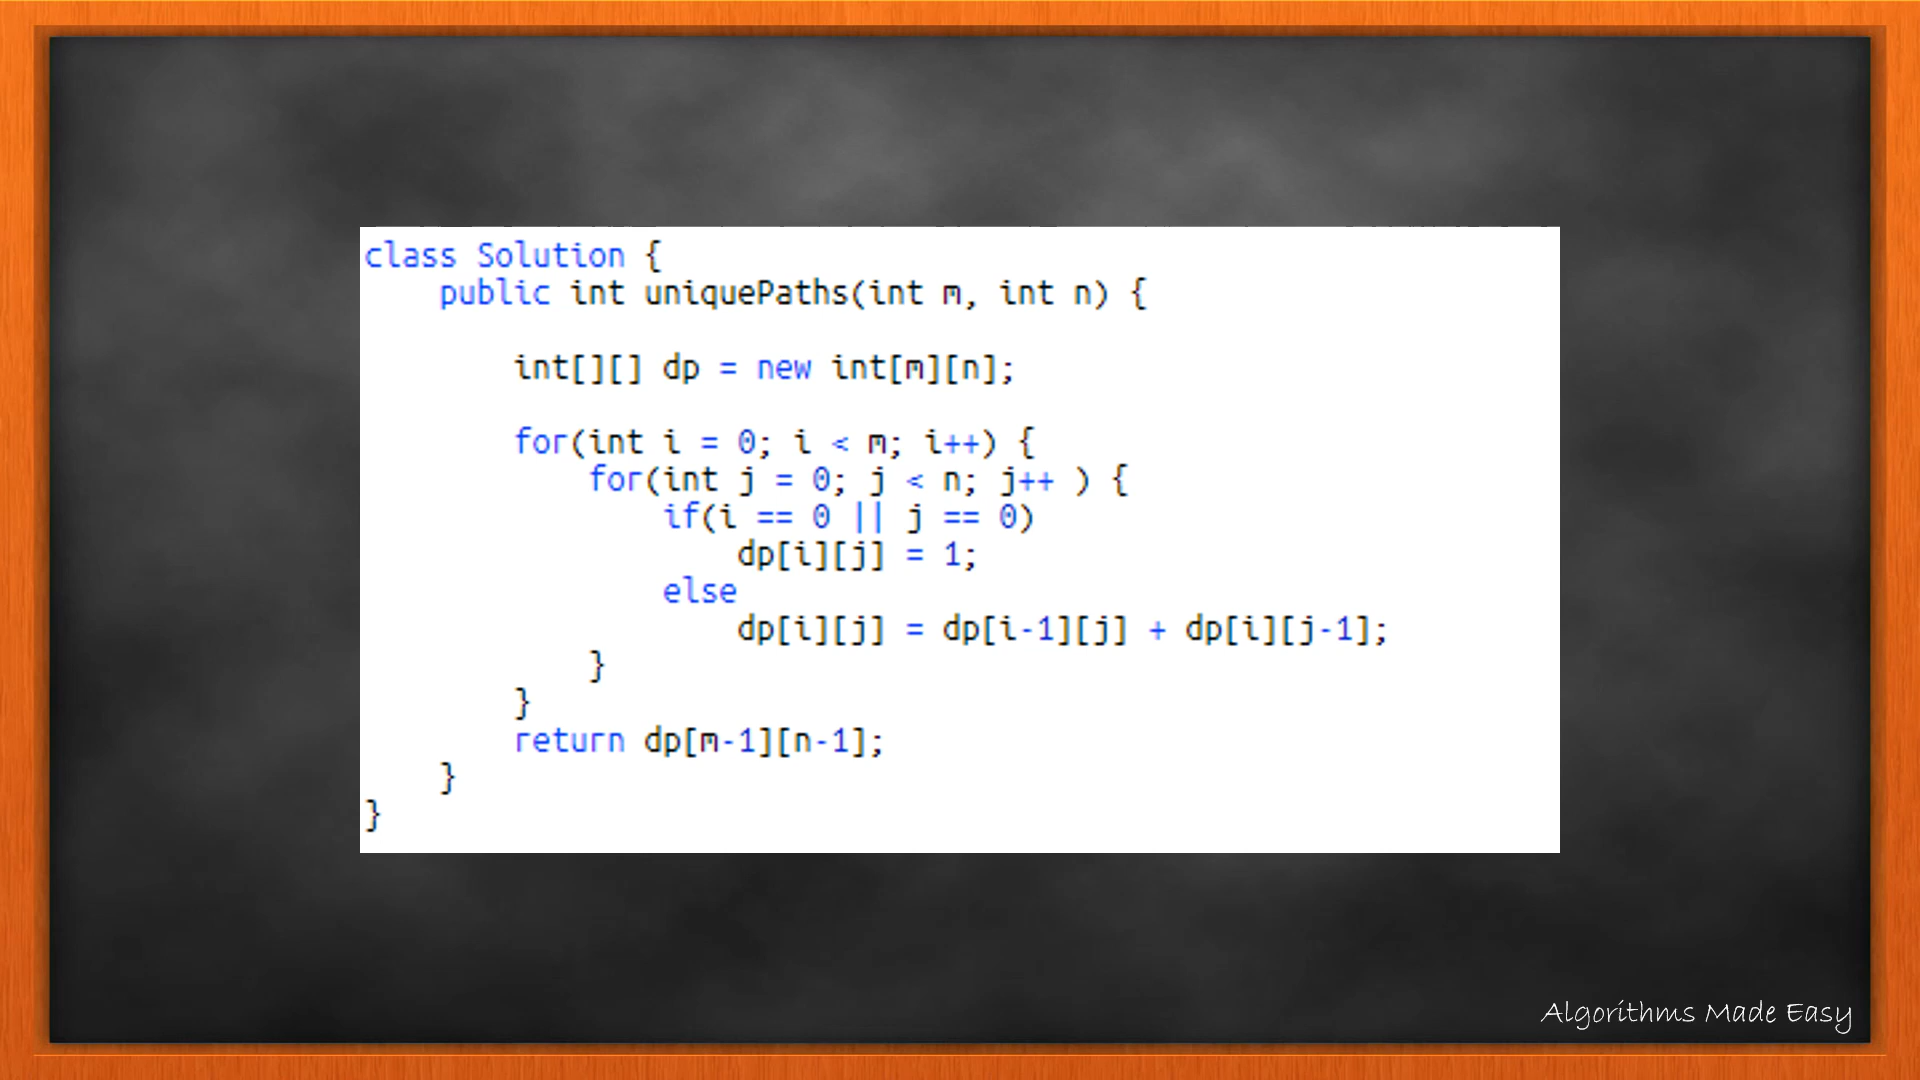 class Solution {
    public int uniquePaths(int m, int n) {
        int[][] dp = new int[m][n];
        for(int i = 0; i < m; i++) {
            for(int j = 0; j < n; j++ ) {
                if(i == 0 || j == 0)
                    dp[i][j] = 1;
                else
                    dp[i][j] = dp[i-1][j] + dp[i][j-1];
            }
        }
        return dp[m-1][n-1];
    }
}
Algorithms Made Easy